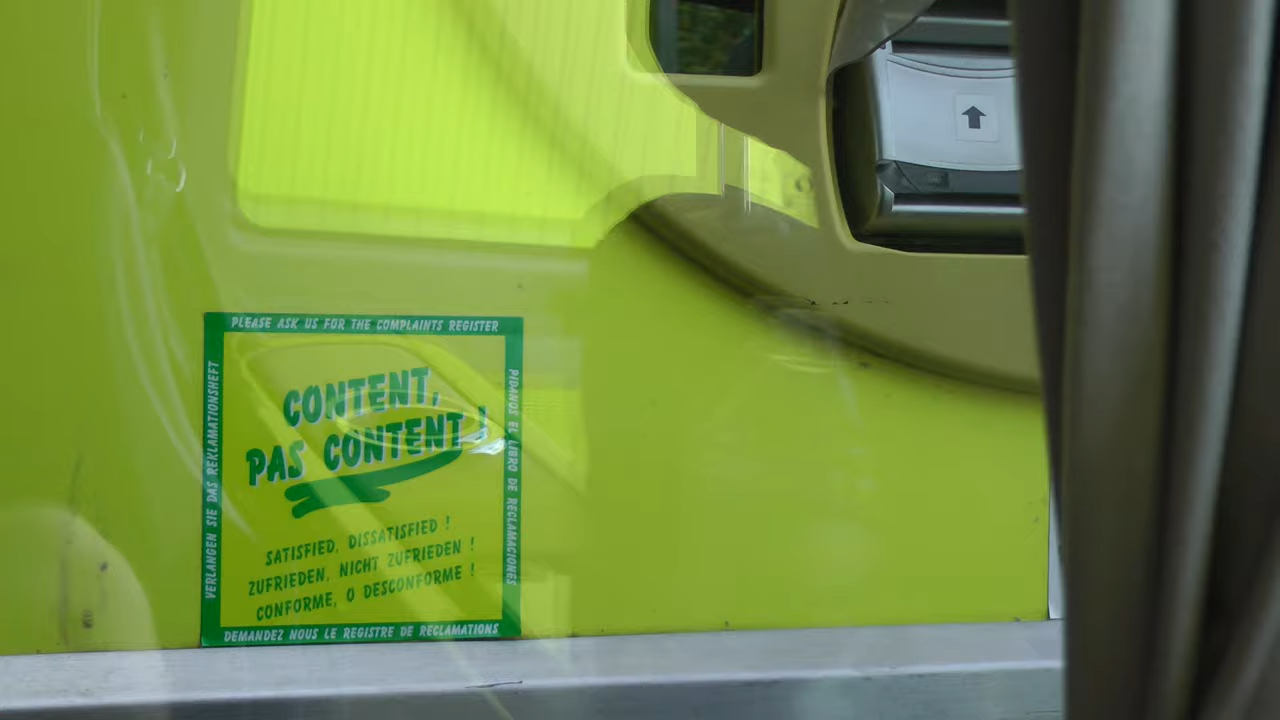 PLEASE ASK US FOR THE COMPLAINTS REGISTER
VERLANGEN SIE DAS REKLAMATIONSHEFT
CONTENT,
PAS CONTENT !
SATISFIED, DISSATISFIED !
ZUFRIEDEN, NICHT ZUFRIEDEN !
CONFORME, O DESCONFORME !
PIDANOS EL LIBRO DE RECLAMACIONES
DEMANDEZ NOUS LE REGISTRE DE RECLAMATIONS